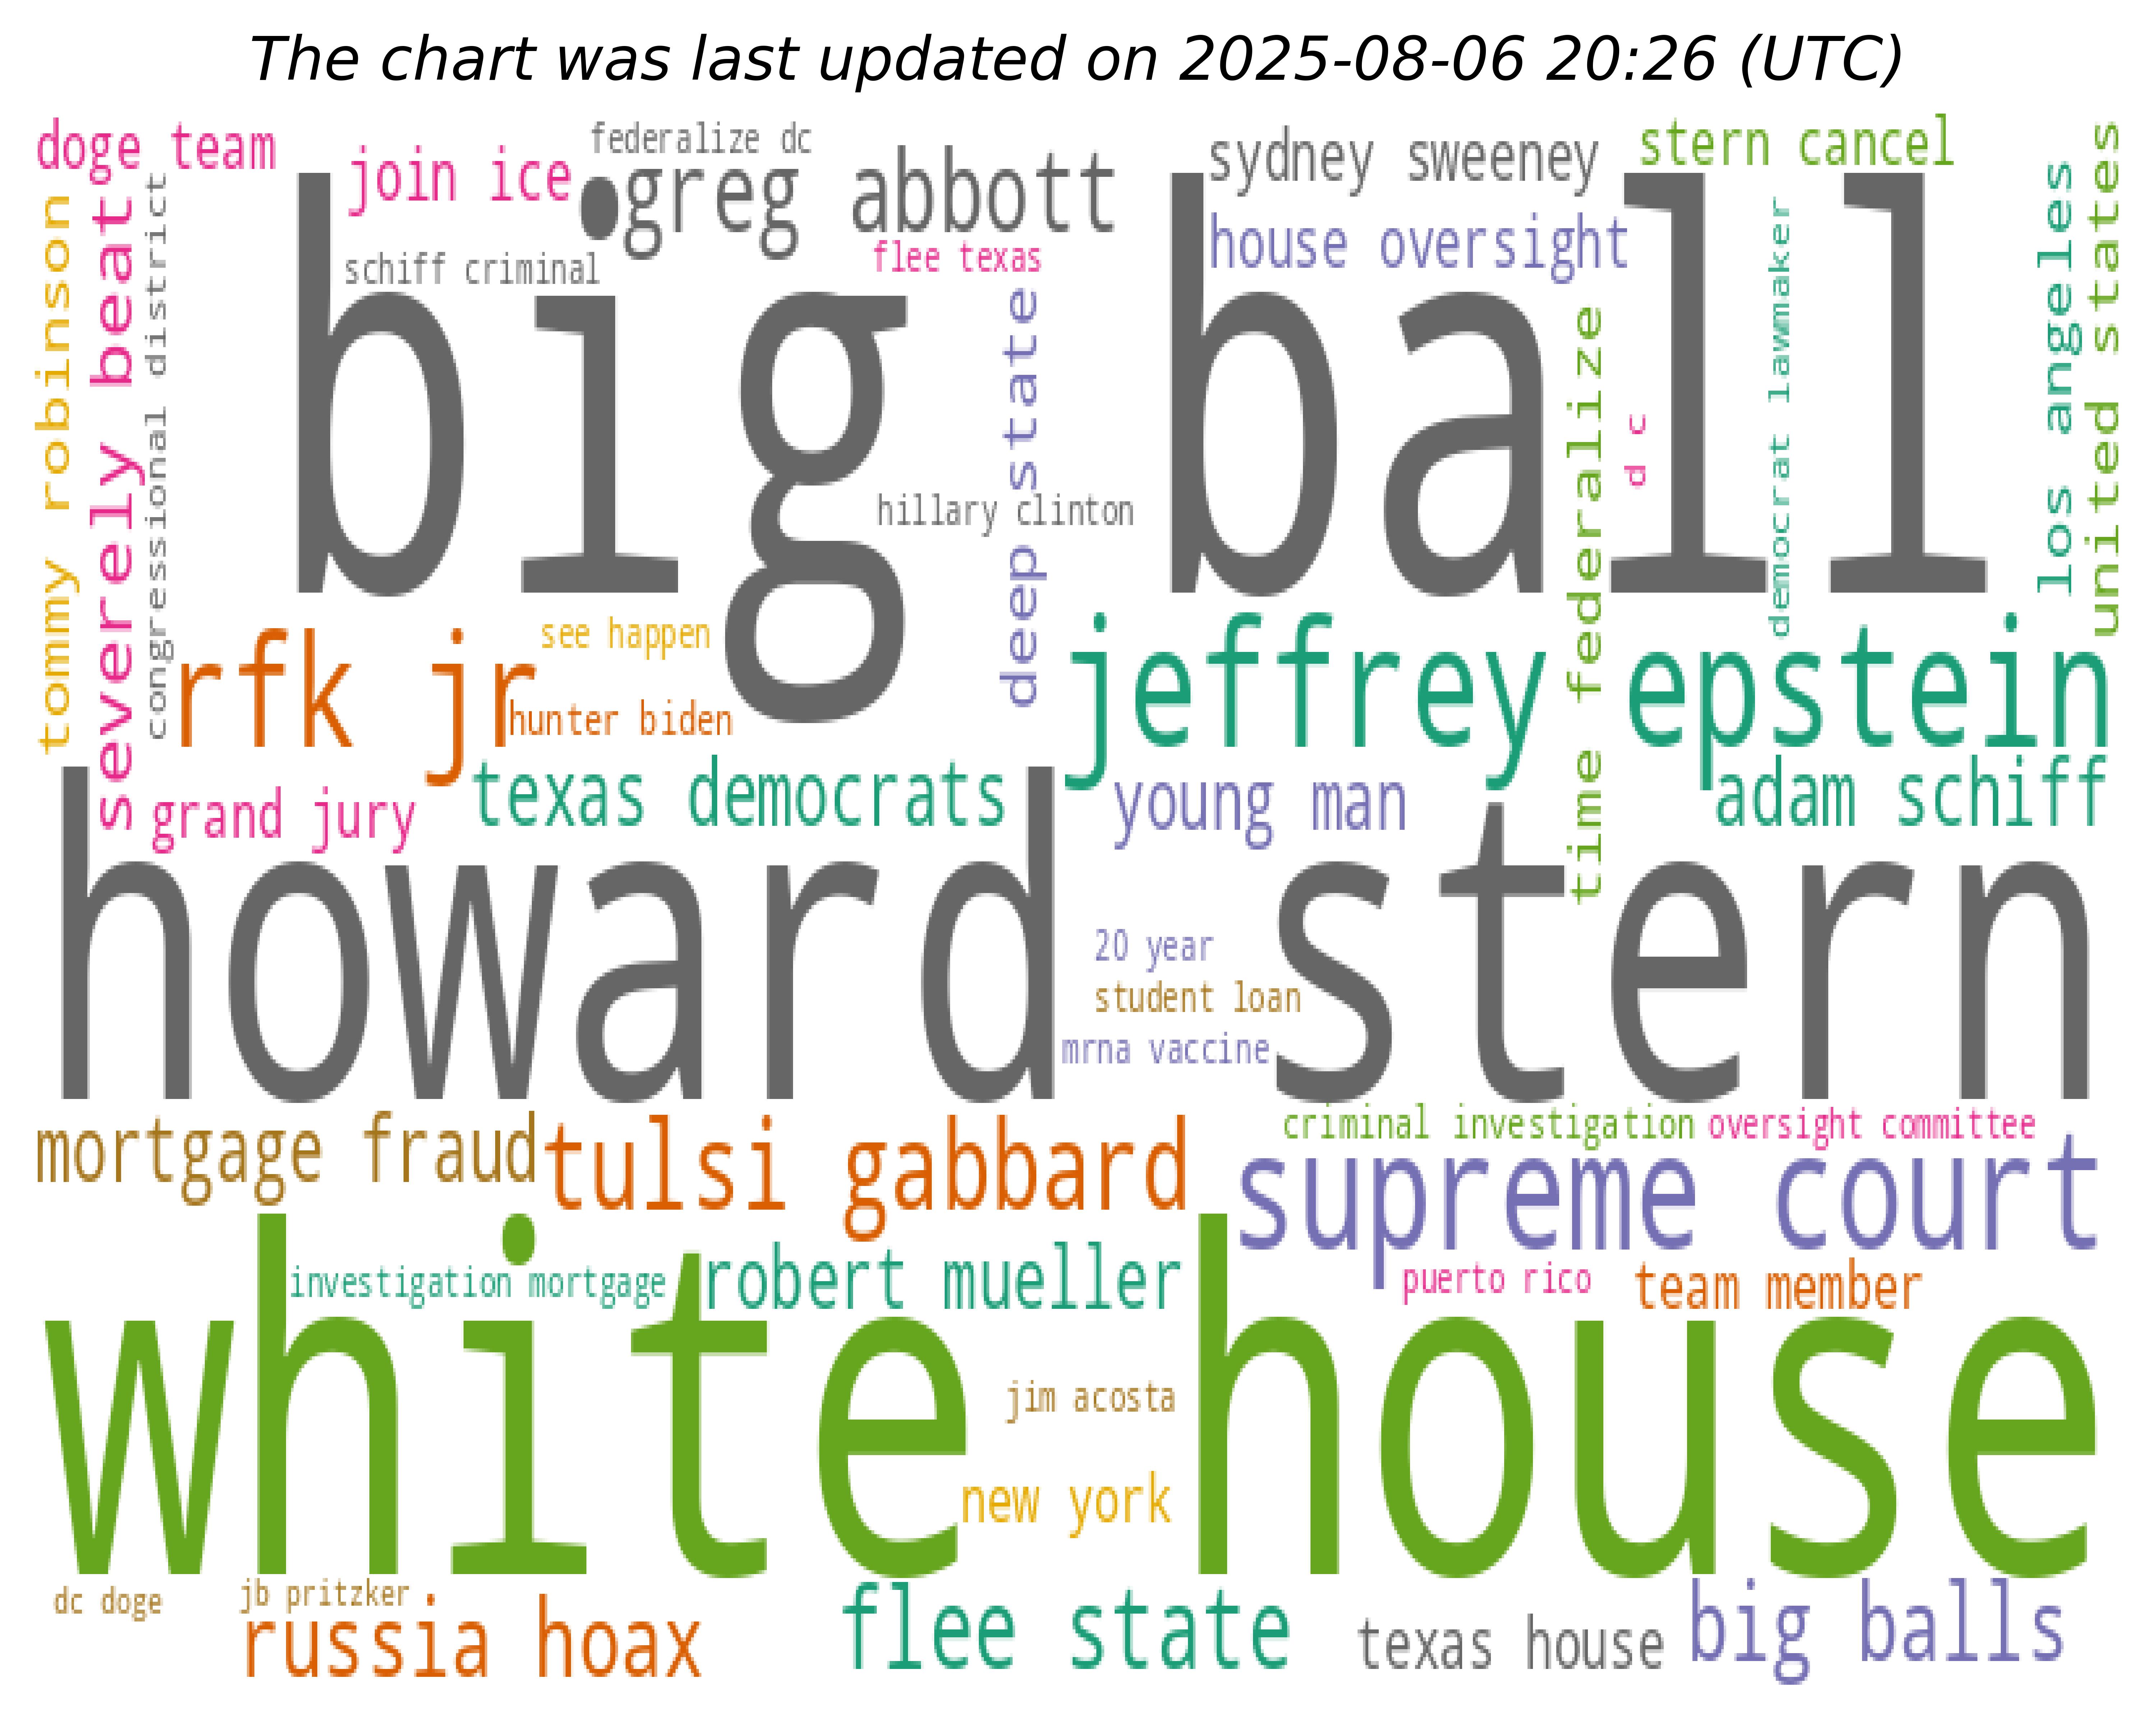 The chart was last updated on 2025-08-06 20:26 (UTC)
doge team
join ice
federalize dc
greg abbott
sydney sweeney
stern cancel
house oversight
schiff criminal
flee texas
big ball
tommy robinson
severely beat
congressional district
deep state
hillary clinton
time federalize
d c
democrat lawmaker
los angeles
united states
rfk jr
see happen
hunter biden
jeffrey epstein
grand jury
texas democrats
young man
adam schiff
howard stern
20 year
student loan
mrna vaccine
mortgage fraud
tulsi gabbard
criminal investigation
oversight committee
supreme court
investigation mortgage
robert mueller
puerto rico
team member
white house
jim acosta
new york
dc doge
jb pritzker
russia hoax
flee state
texas house
big balls